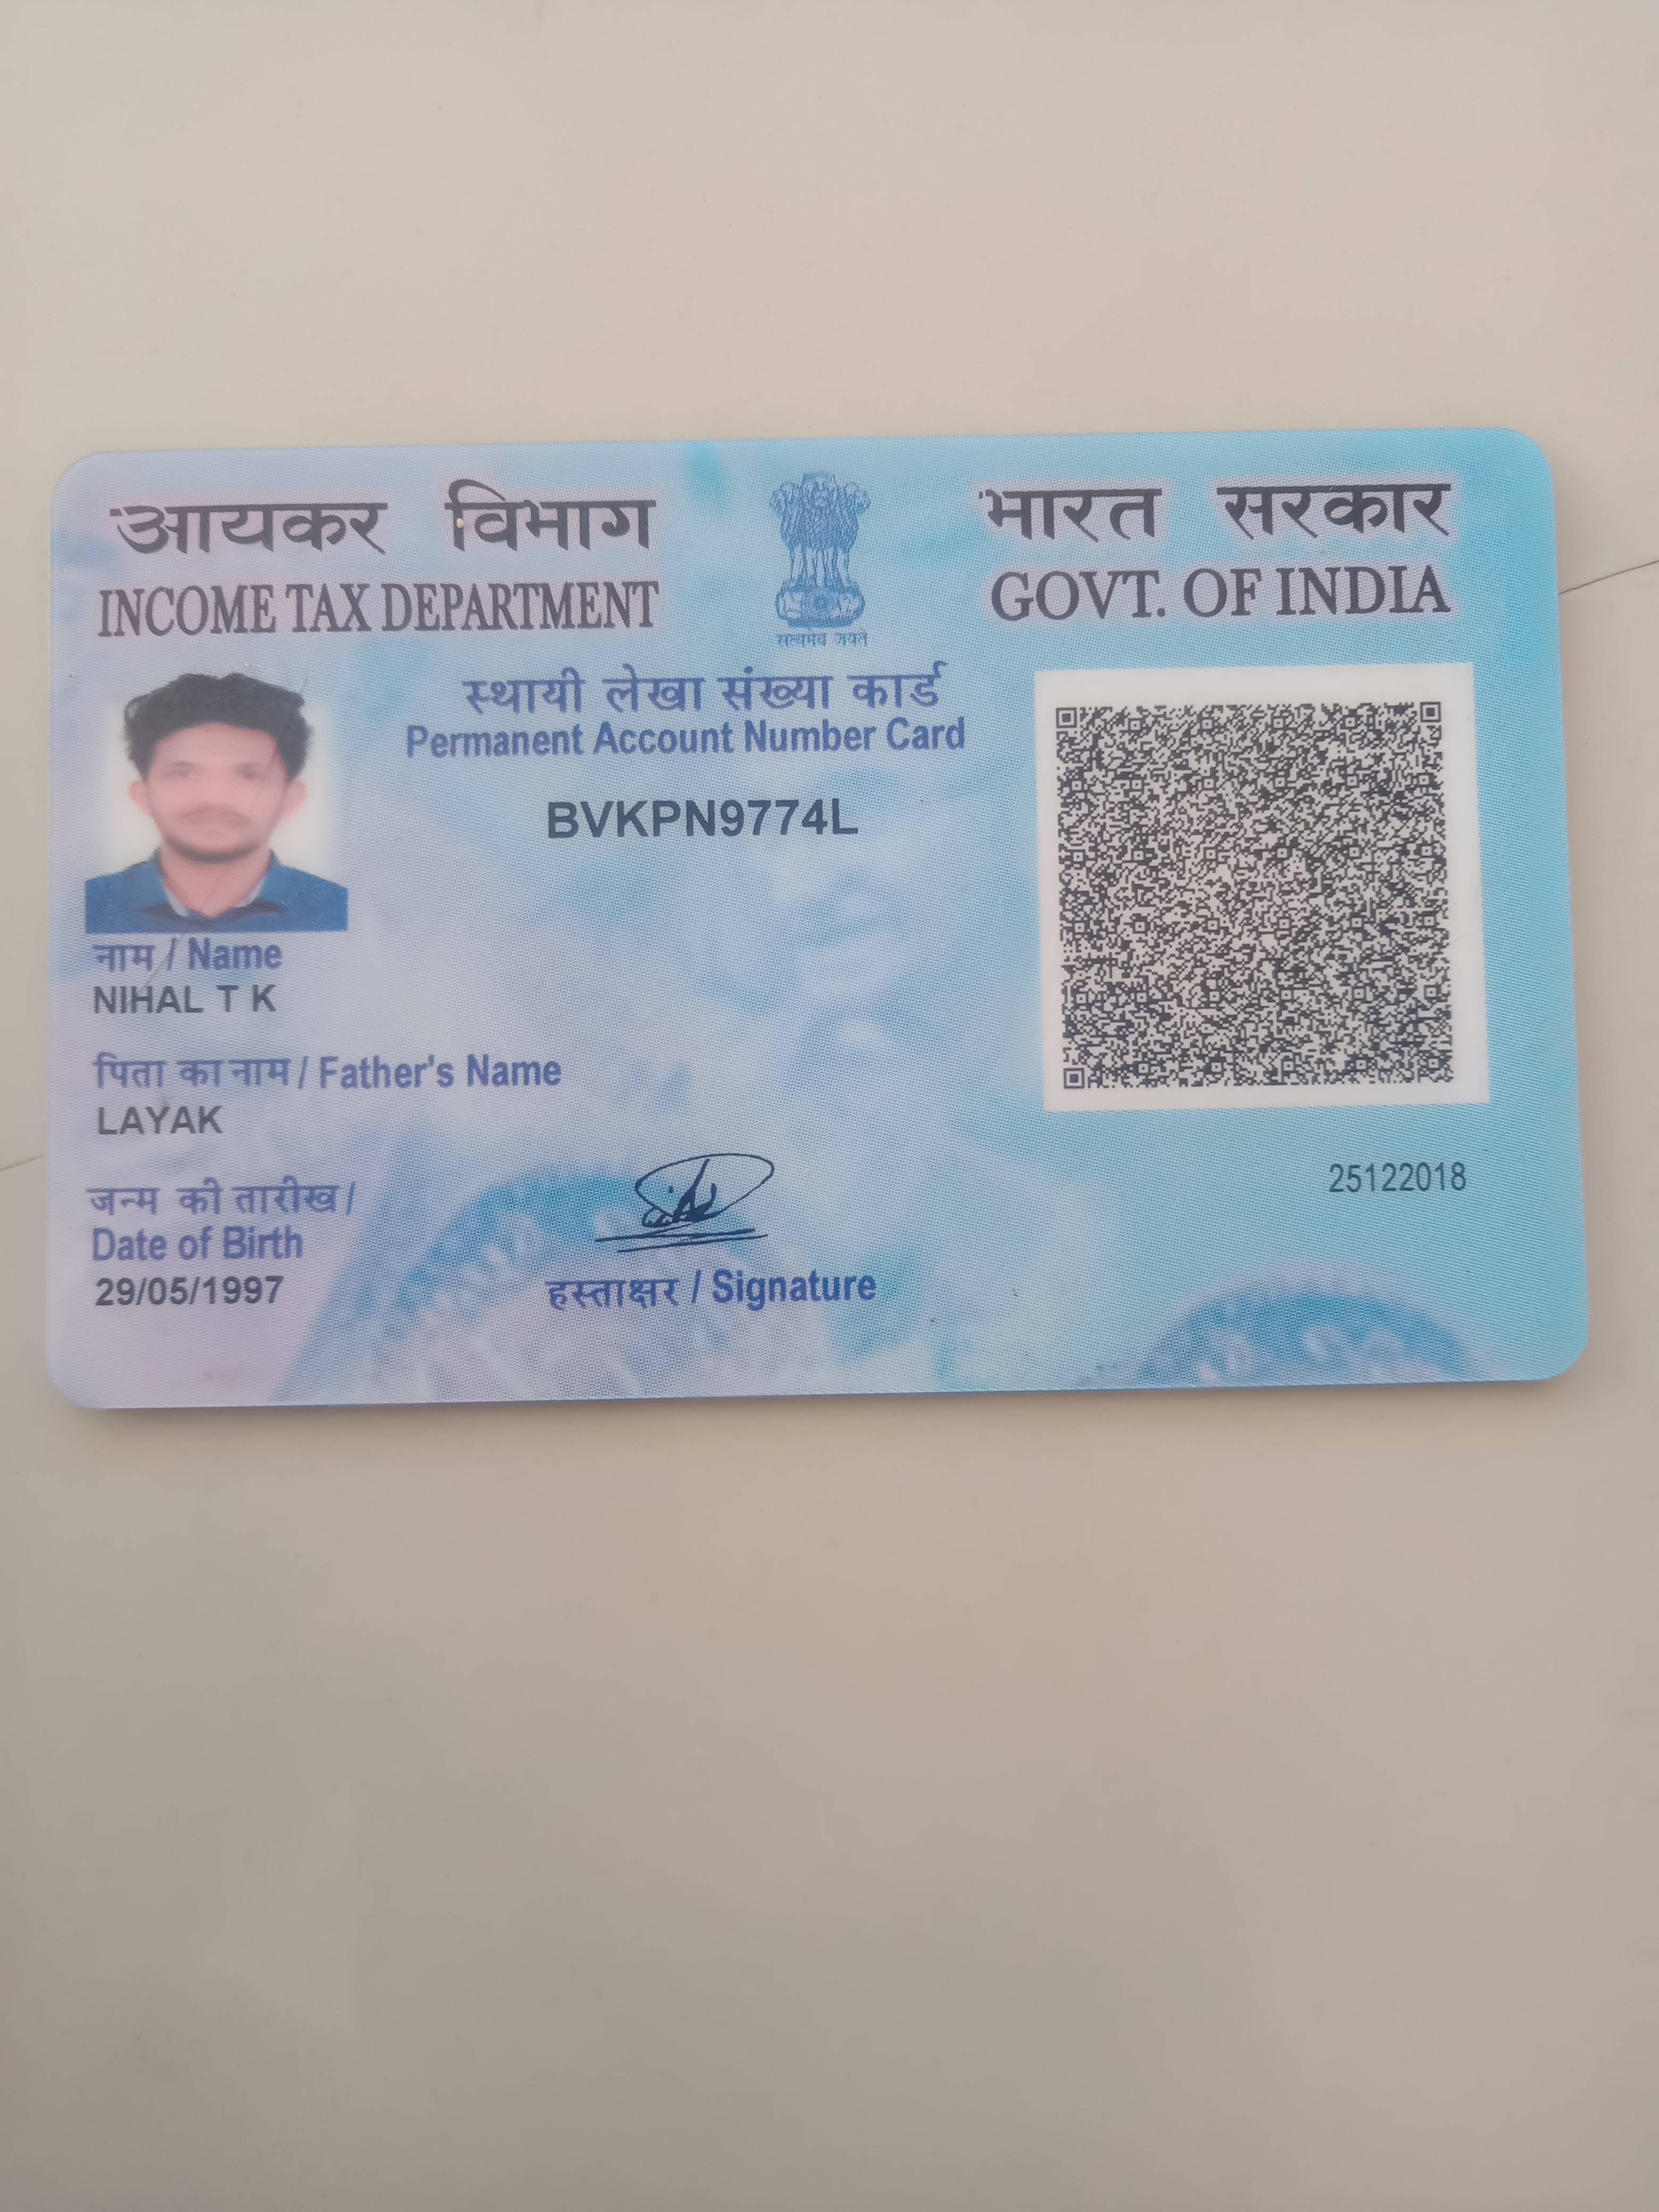 आयकर विभाग
INCOME TAX DEPARTMENT
सत्यमेव जयते
भारत सरकार
GOVT. OF INDIA
स्थायी लेखा संख्या कार्ड
Permanent Account Number Card
BVKPN9774L
नाम / Name
NIHAL T K
पिता का नाम / Father's Name
LAYAK
जन्म की तारीख /
Date of Birth
29/05/1997
हस्ताक्षर / Signature
25122018